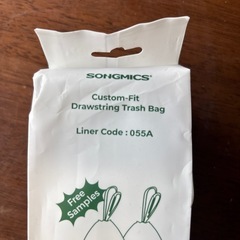 SONGMICS®
Custom-Fit
Drawstring Trash Bag
Liner Code : 055A
Free
Samples